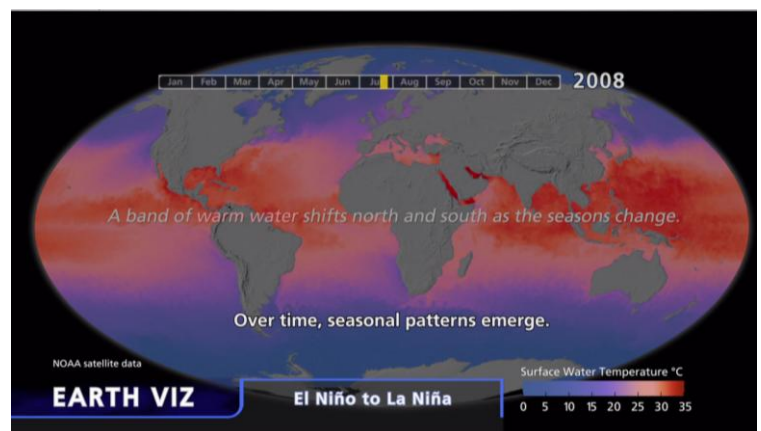 Jan Feb Mar Apr May Jun Ju Aug Sep Oct Nov Dec 2008
A band of warm water shifts north and south as the seasons change.
Over time, seasonal patterns emerge.
NOAA satellite data
Surface Water Temperature °C
EARTH VIZ
El Niño to La Niña
0 5 10 15 20 25 30 35